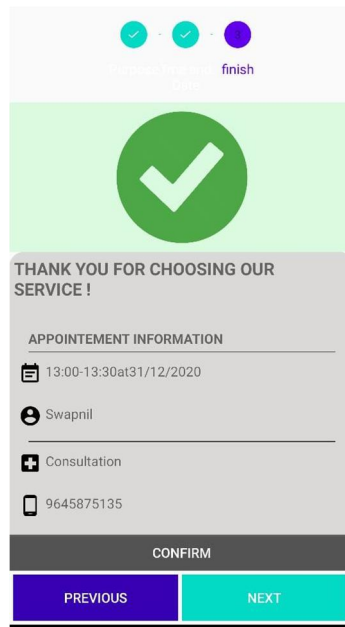 finish
THANK YOU FOR CHOOSING OUR
SERVICE !
APPOINTEMENT INFORMATION
13:00-13:30at31/12/2020
Swapnil
Consultation
9645875135
CONFIRM
PREVIOUS
NEXT